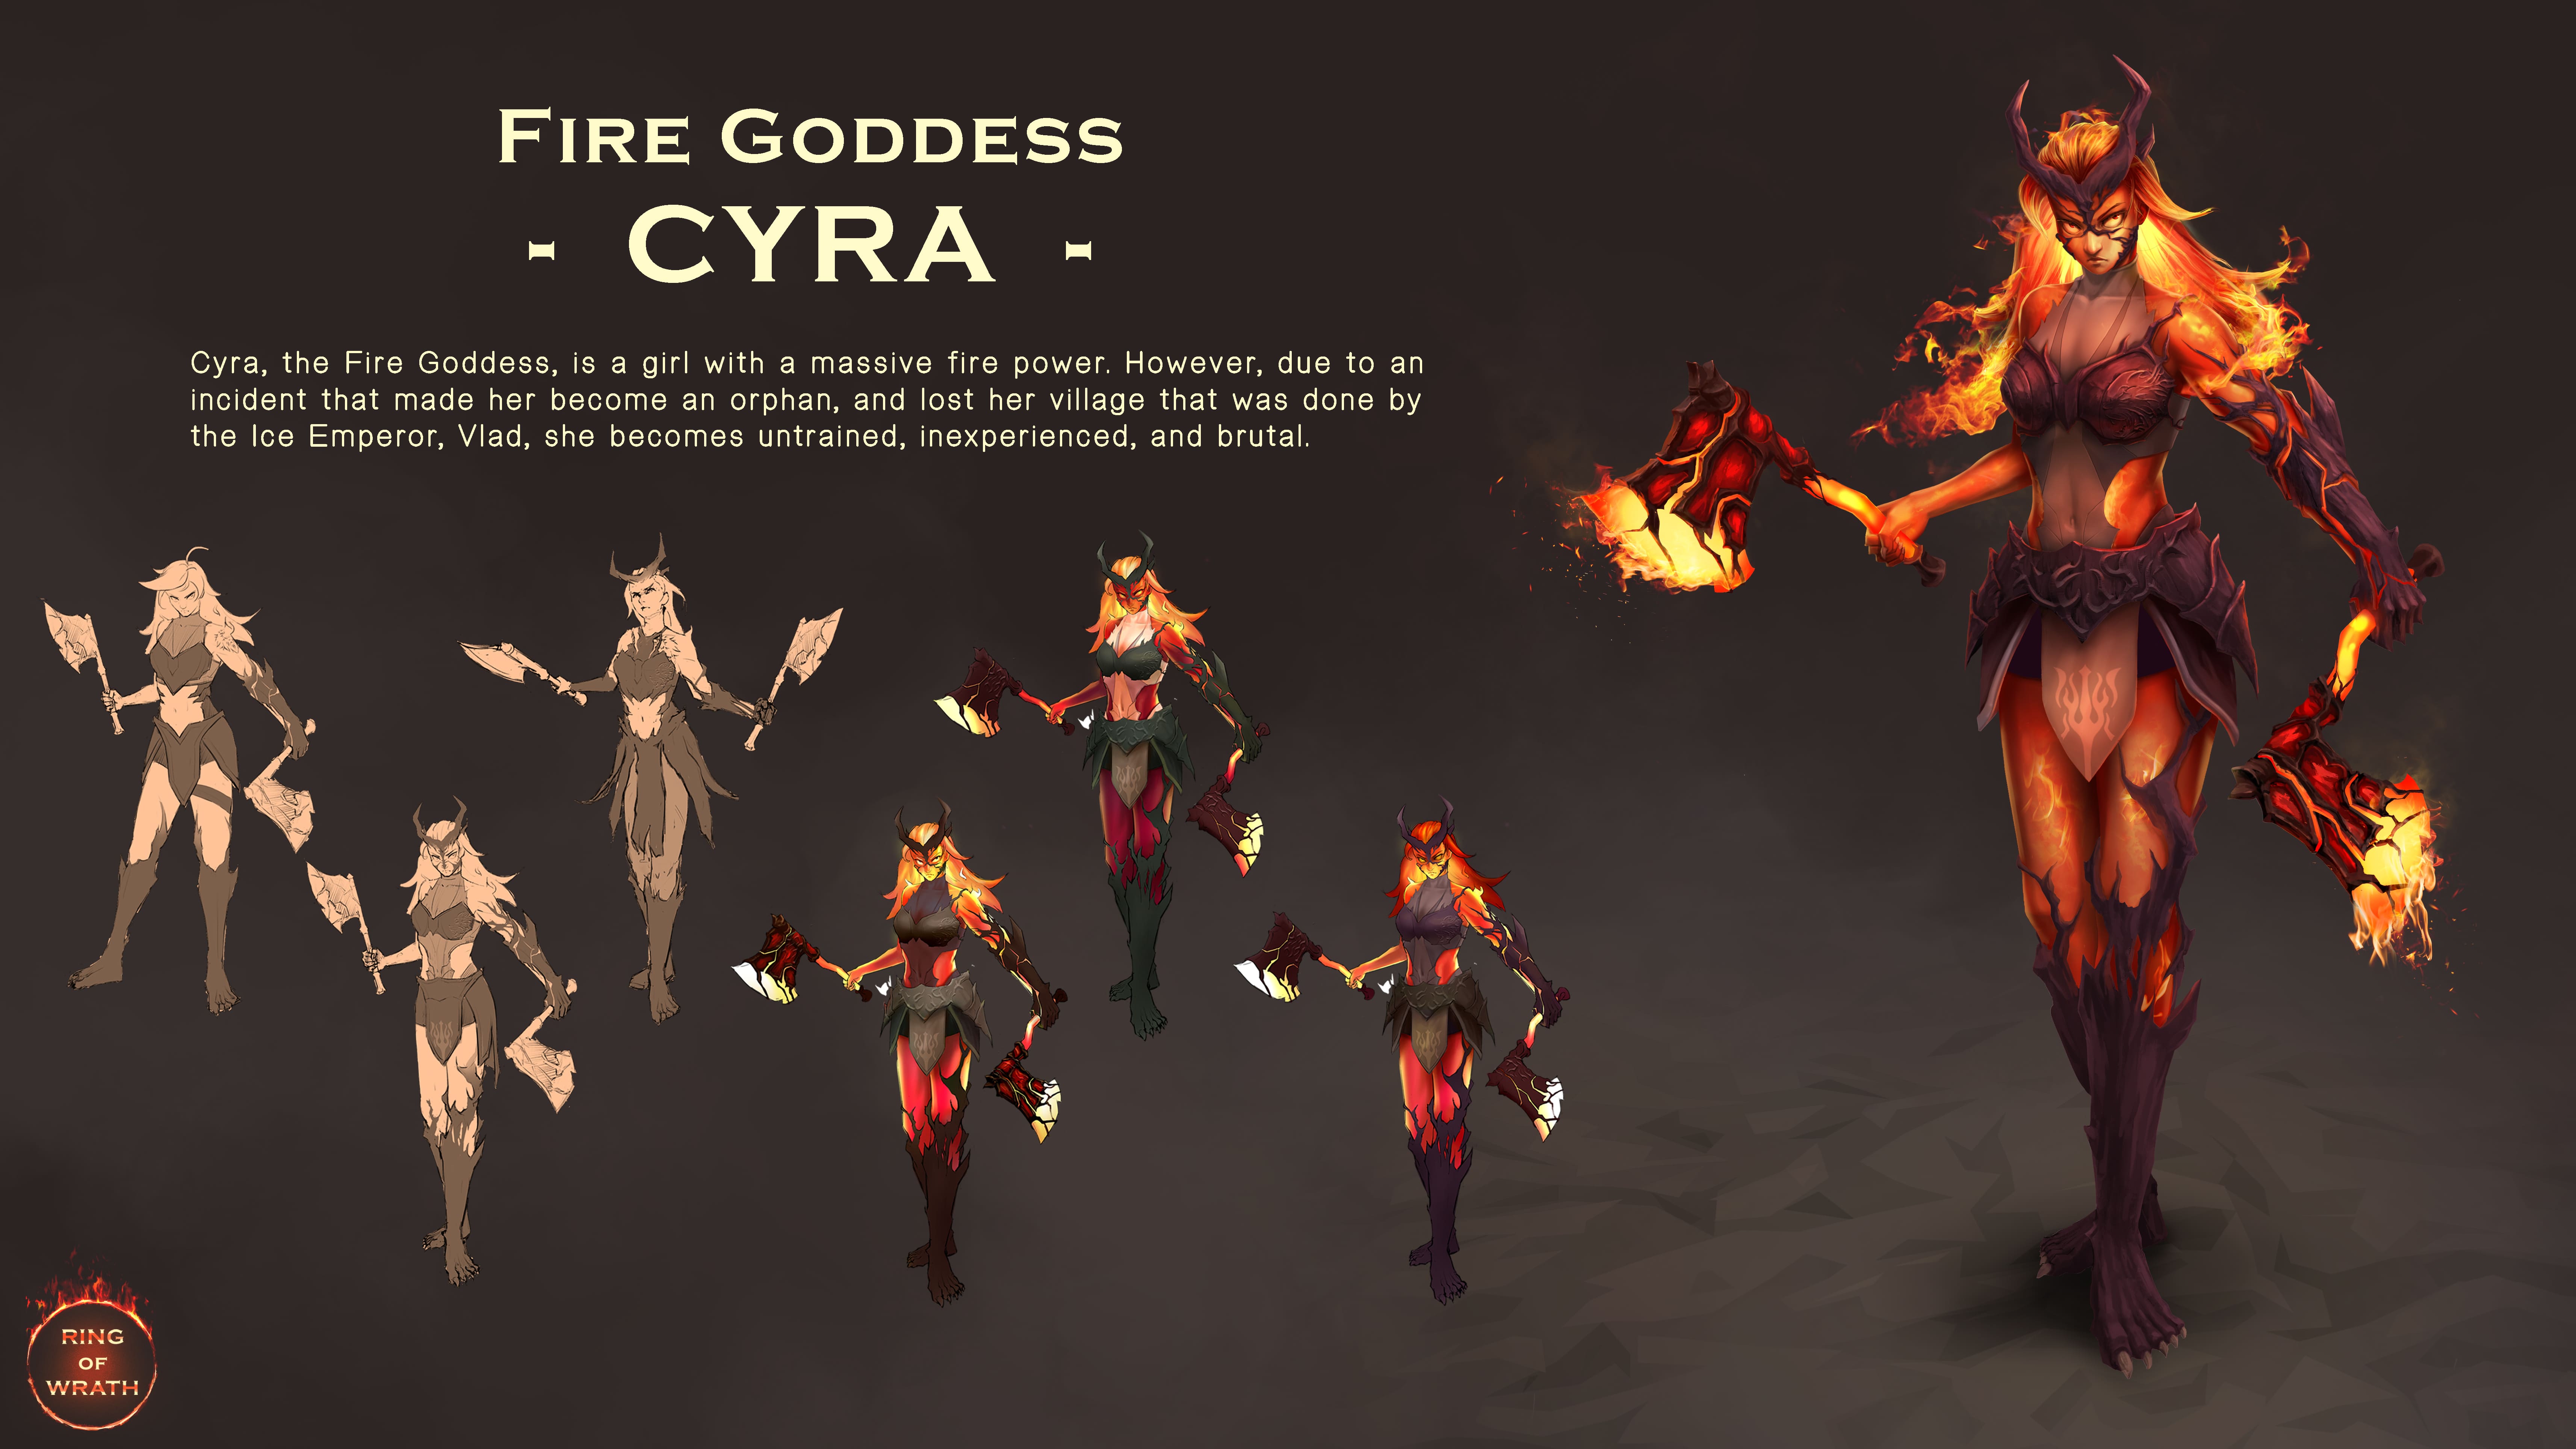 FIRE GODDESS
- CYRA -
Cyra, the Fire Goddess, is a girl with a massive fire power. However, due to an
incident that made her become an orphan, and lost her village that was done by
the Ice Emperor, Vlad, she becomes untrained, inexperienced, and brutal.
RING
OF
WRATH